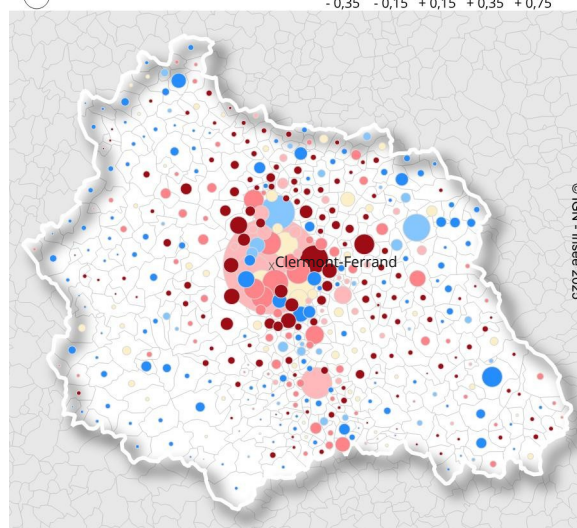 - 0,35 - 0,15 + 0,15 + 0,35 + 0,75
Clermont-Ferrand
© IGN - Insee 2025